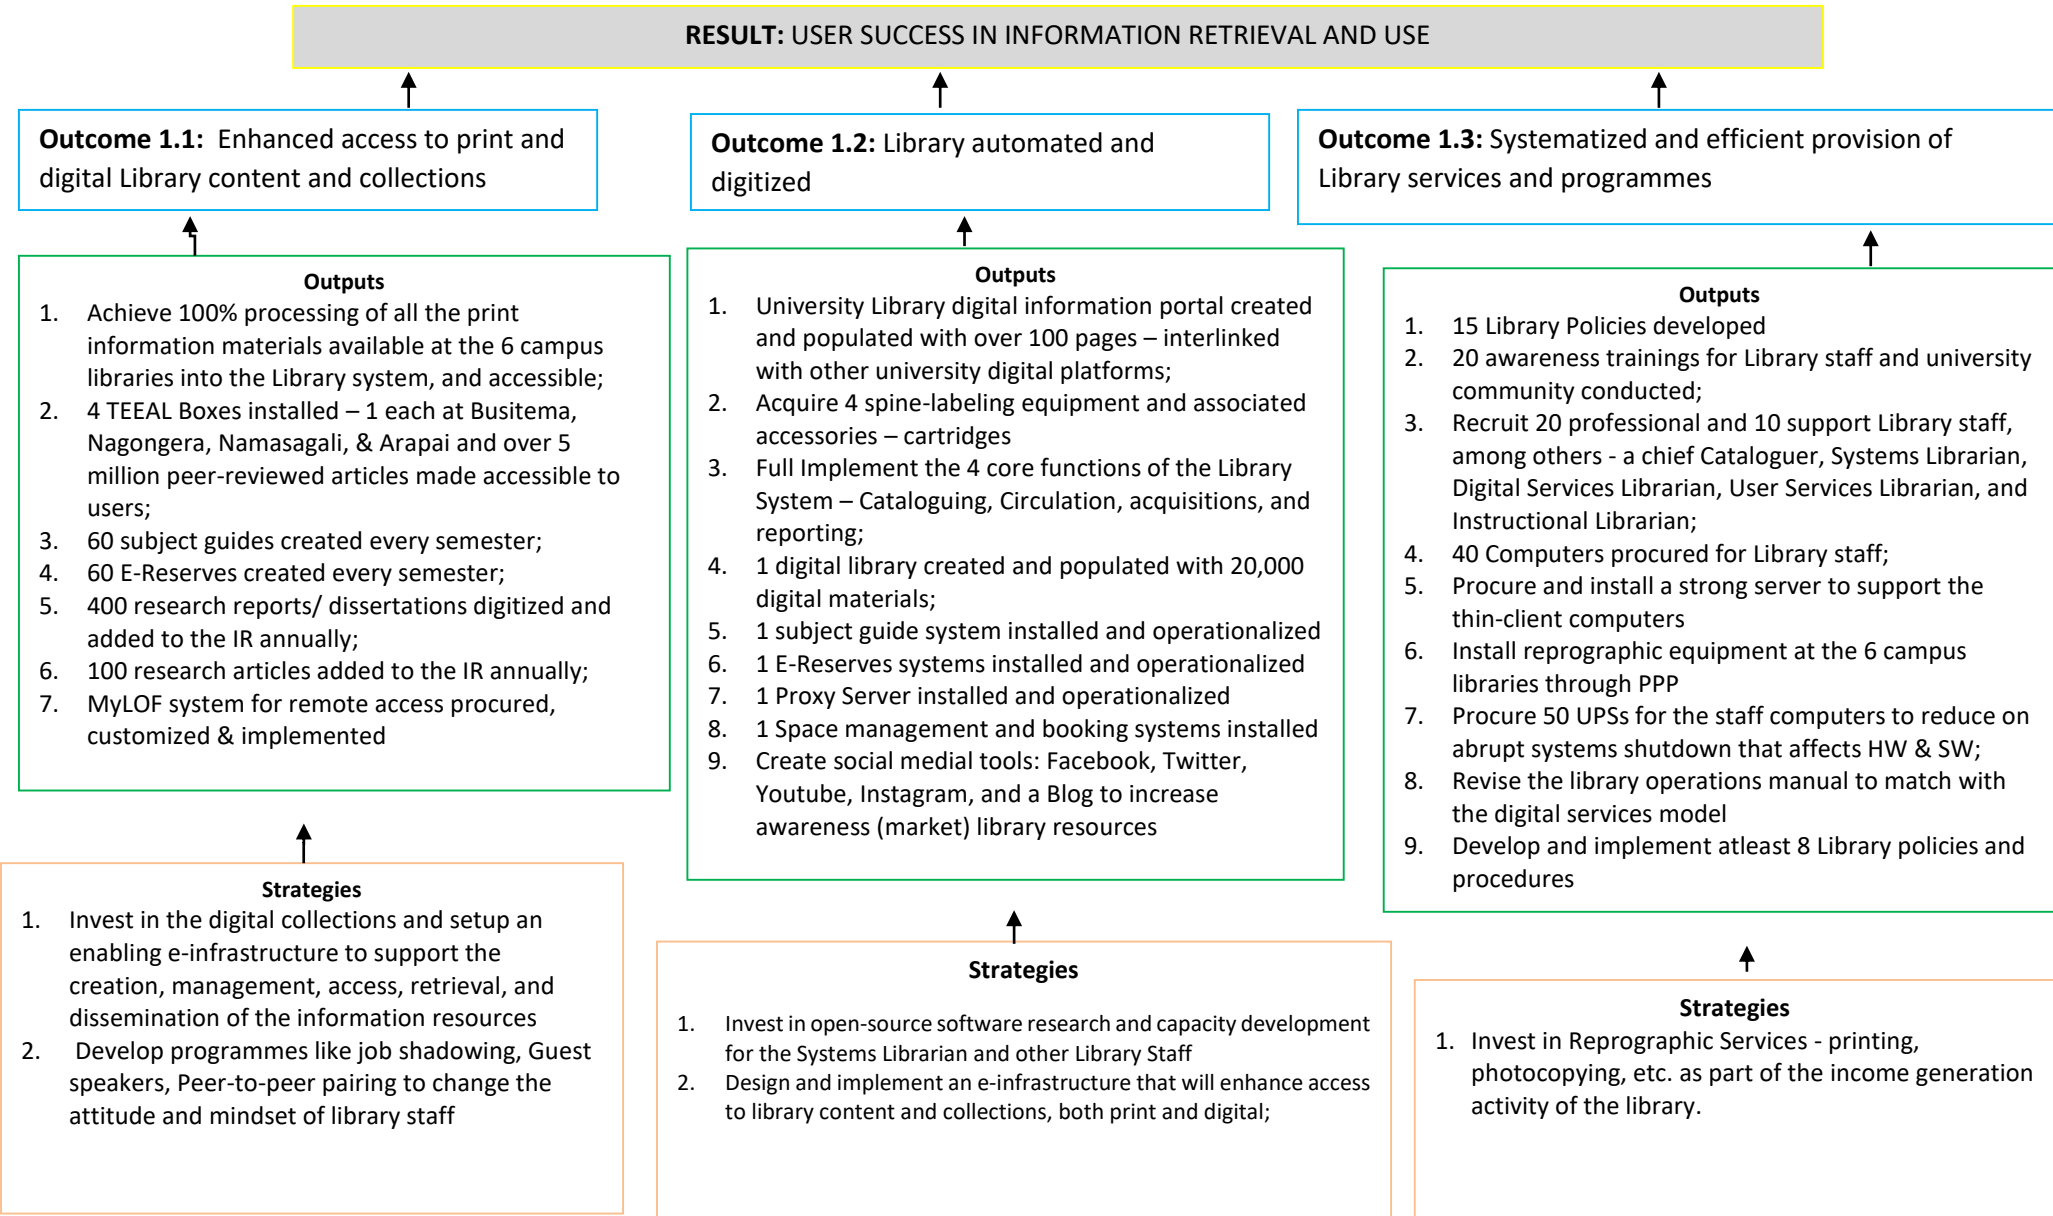 RESULT: USER SUCCESS IN INFORMATION RETRIEVAL AND USE
Outcome 1.1: Enhanced access to print and
digital Library content and collections
Outputs
1. Achieve 100% processing of all the print
information materials available at the 6 campus
libraries into the Library system, and accessible;
2. 4 TEEAL Boxes installed – 1 each at Busitema,
Nagongera, Namasagali, & Arapai and over 5
million peer-reviewed articles made accessible to
users;
3. 60 subject guides created every semester;
4. 60 E-Reserves created every semester;
5. 400 research reports/ dissertations digitized and
added to the IR annually;
6. 100 research articles added to the IR annually;
7. MyLOF system for remote access procured,
customized & implemented
Strategies
1. Invest in the digital collections and setup an
enabling e-infrastructure to support the
creation, management, access, retrieval, and
dissemination of the information resources
2. Develop programmes like job shadowing, Guest
speakers, Peer-to-peer pairing to change the
attitude and mindset of library staff
Outcome 1.2: Library automated and
digitized
Outputs
1. University Library digital information portal created
and populated with over 100 pages – interlinked
with other university digital platforms;
2. Acquire 4 spine-labeling equipment and associated
accessories – cartridges
3. Full Implement the 4 core functions of the Library
System – Cataloguing, Circulation, acquisitions, and
reporting;
4. 1 digital library created and populated with 20,000
digital materials;
5. 1 subject guide system installed and operationalized
6. 1 E-Reserves systems installed and operationalized
7. 1 Proxy Server installed and operationalized
8. 1 Space management and booking systems installed
9. Create social medial tools: Facebook, Twitter,
Youtube, Instagram, and a Blog to increase
awareness (market) library resources
Strategies
1. Invest in open-source software research and capacity development
for the Systems Librarian and other Library Staff
2. Design and implement an e-infrastructure that will enhance access
to library content and collections, both print and digital;
Outcome 1.3: Systematized and efficient provision of
Library services and programmes
Outputs
1. 15 Library Policies developed
2. 20 awareness trainings for Library staff and university
community conducted;
3. Recruit 20 professional and 10 support Library staff,
among others - a chief Cataloguer, Systems Librarian,
Digital Services Librarian, User Services Librarian, and
Instructional Librarian;
4. 40 Computers procured for Library staff;
5. Procure and install a strong server to support the
thin-client computers
6. Install reprographic equipment at the 6 campus
libraries through PPP
7. Procure 50 UPSs for the staff computers to reduce on
abrupt systems shutdown that affects HW & SW;
8. Revise the library operations manual to match with
the digital services model
9. Develop and implement atleast 8 Library policies and
procedures
Strategies
1. Invest in Reprographic Services - printing,
photocopying, etc. as part of the income generation
activity of the library.